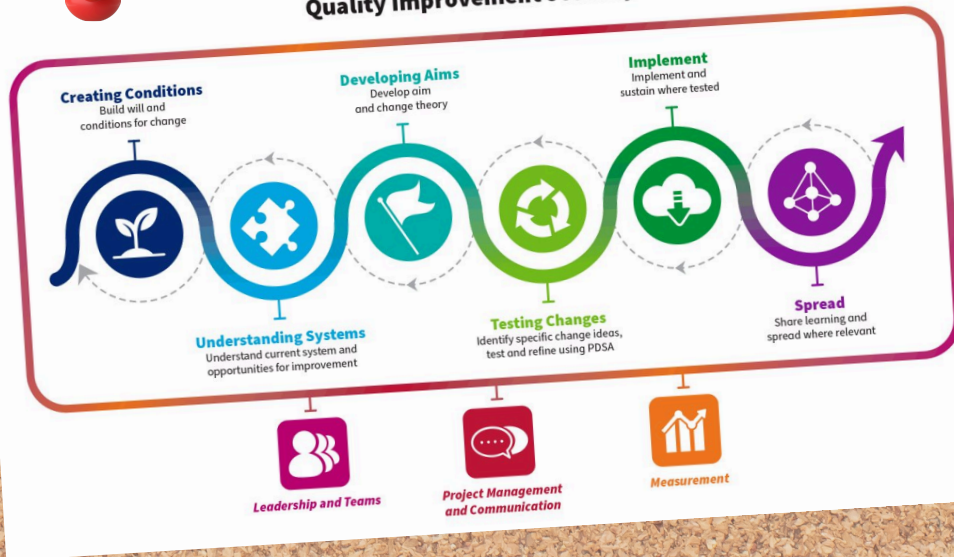 Quality Improvement
Creating Conditions
Build will and
conditions for change
Understanding Systems
Understand current system and
opportunities for improvement
Developing Aims
Develop aim
and change theory
Testing Changes
Identify specific change ideas,
test and refine using PDSA
Implement
Implement and
sustain where tested
Spread
Share learning and
spread where relevant
Leadership and Teams
Project Management
and Communication
Measurement